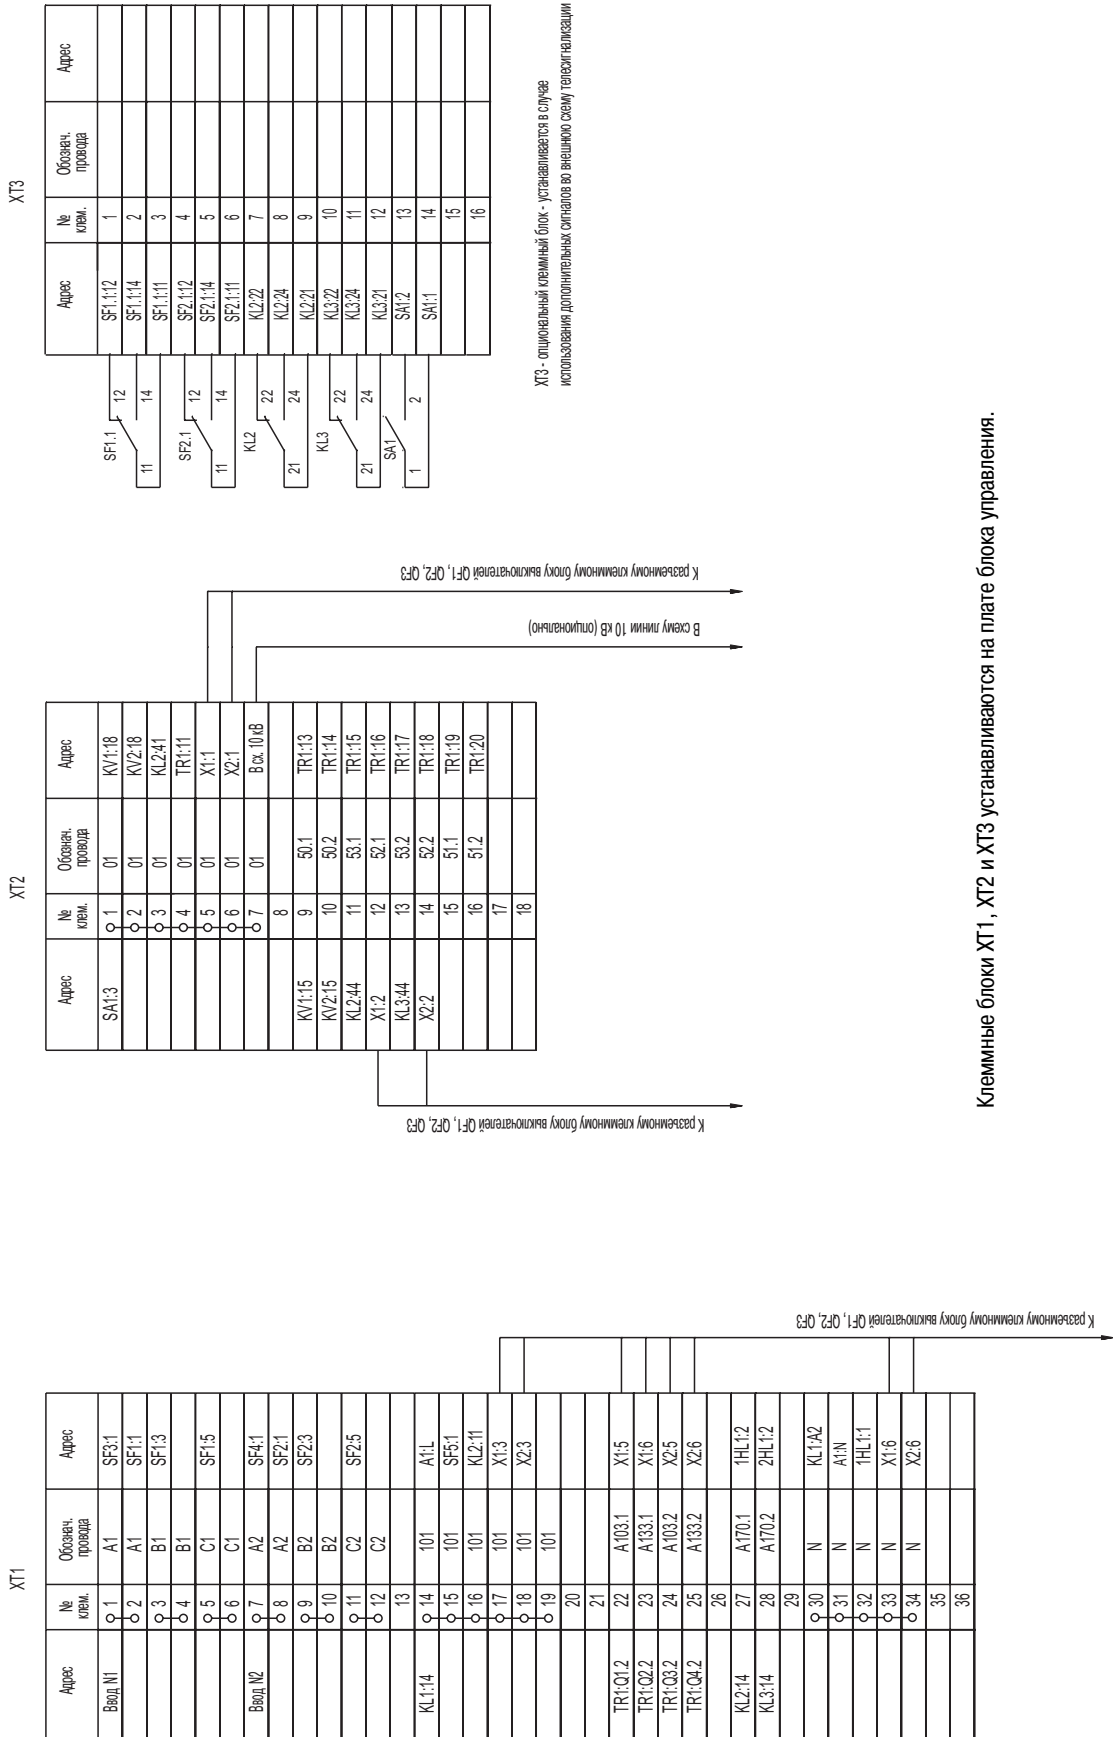 XT1
Адрес | № клем. | Обознач. провода | Адрес
Ввод N1 | 1 | A1 | SF3:1
2 | A1 | SF1:1
3 | B1 | SF1:3
4 | B1
5 | C1 | SF1:5
6 | C1
Ввод N2 | 7 | A2 | SF4:1
8 | A2 | SF2:1
9 | B2 | SF2:3
10 | B2
11 | C2 | SF2:5
12 | C2
13
KL1:14 | 14 | 101 | A1:L
15 | 101 | SF5:1
16 | 101 | KL2:11
17 | 101 | X1:3
18 | 101 | X2:3
19 | 101
20
21
TR1:Q1.2 | 22 | A103.1 | X1:5
TR1:Q2.2 | 23 | A133.1 | X1:6
TR1:Q3.2 | 24 | A103.2 | X2:5
TR1:Q4.2 | 25 | A133.2 | X2:6
26
KL2:14 | 27 | A170.1 | 1HL1:2
KL3:14 | 28 | A170.2 | 2HL1:2
29
30 | N | KL1:A2
31 | N | A1:N
32 | N | 1HL1:1
33 | N | X1:6
34 | N | X2:6
35
36
К разъемному клеммному блоку выключателей QF1, QF2, QF3
XT2
Адрес | № клем. | Обознач. провода | Адрес
SA1:3 | 1 | 01 | KV1:18
2 | 01 | KV2:18
3 | 01 | KL2:41
4 | 01 | TR1:11
5 | 01 | X1:1
6 | 01 | X2:1
7 | 01 | В сх. 10 кВ
8
KV1:15 | 9 | 50.1 | TR1:13
KV2:15 | 10 | 50.2 | TR1:14
KL2:44 | 11 | 53.1 | TR1:15
X1:2 | 12 | 52.1 | TR1:16
KL3:44 | 13 | 53.2 | TR1:17
X2:2 | 14 | 52.2 | TR1:18
15 | 51.1 | TR1:19
16 | 51.2 | TR1:20
17
18
К разъемному клеммному блоку выключателей QF1, QF2, QF3
В схему линии 10 кВ (опционально)
К разъемному клеммному блоку выключателей QF1, QF2, QF3
XT3
Адрес | № клем. | Обознач. провода | Адрес
SF1.1:12 | 1
SF1.1:14 | 2
SF1.1:11 | 3
SF2.1:12 | 4
SF2.1:14 | 5
SF2.1:11 | 6
KL2:22 | 7
KL2:24 | 8
KL2:21 | 9
KL3:22 | 10
KL3:24 | 11
KL3:21 | 12
SA1:2 | 13
SA1:1 | 14
15
16
SF1.1 11 12 14
SF2.1 11 12 14
KL2 21 22 24
KL3 21 22 24
SA1 1 2
XT3 - опциональный клеммный блок - устанавливается в случае
использования дополнительных сигналов во внешнюю схему телесигнализации
Клеммные блоки XT1, XT2 и XT3 устанавливаются на плате блока управления.